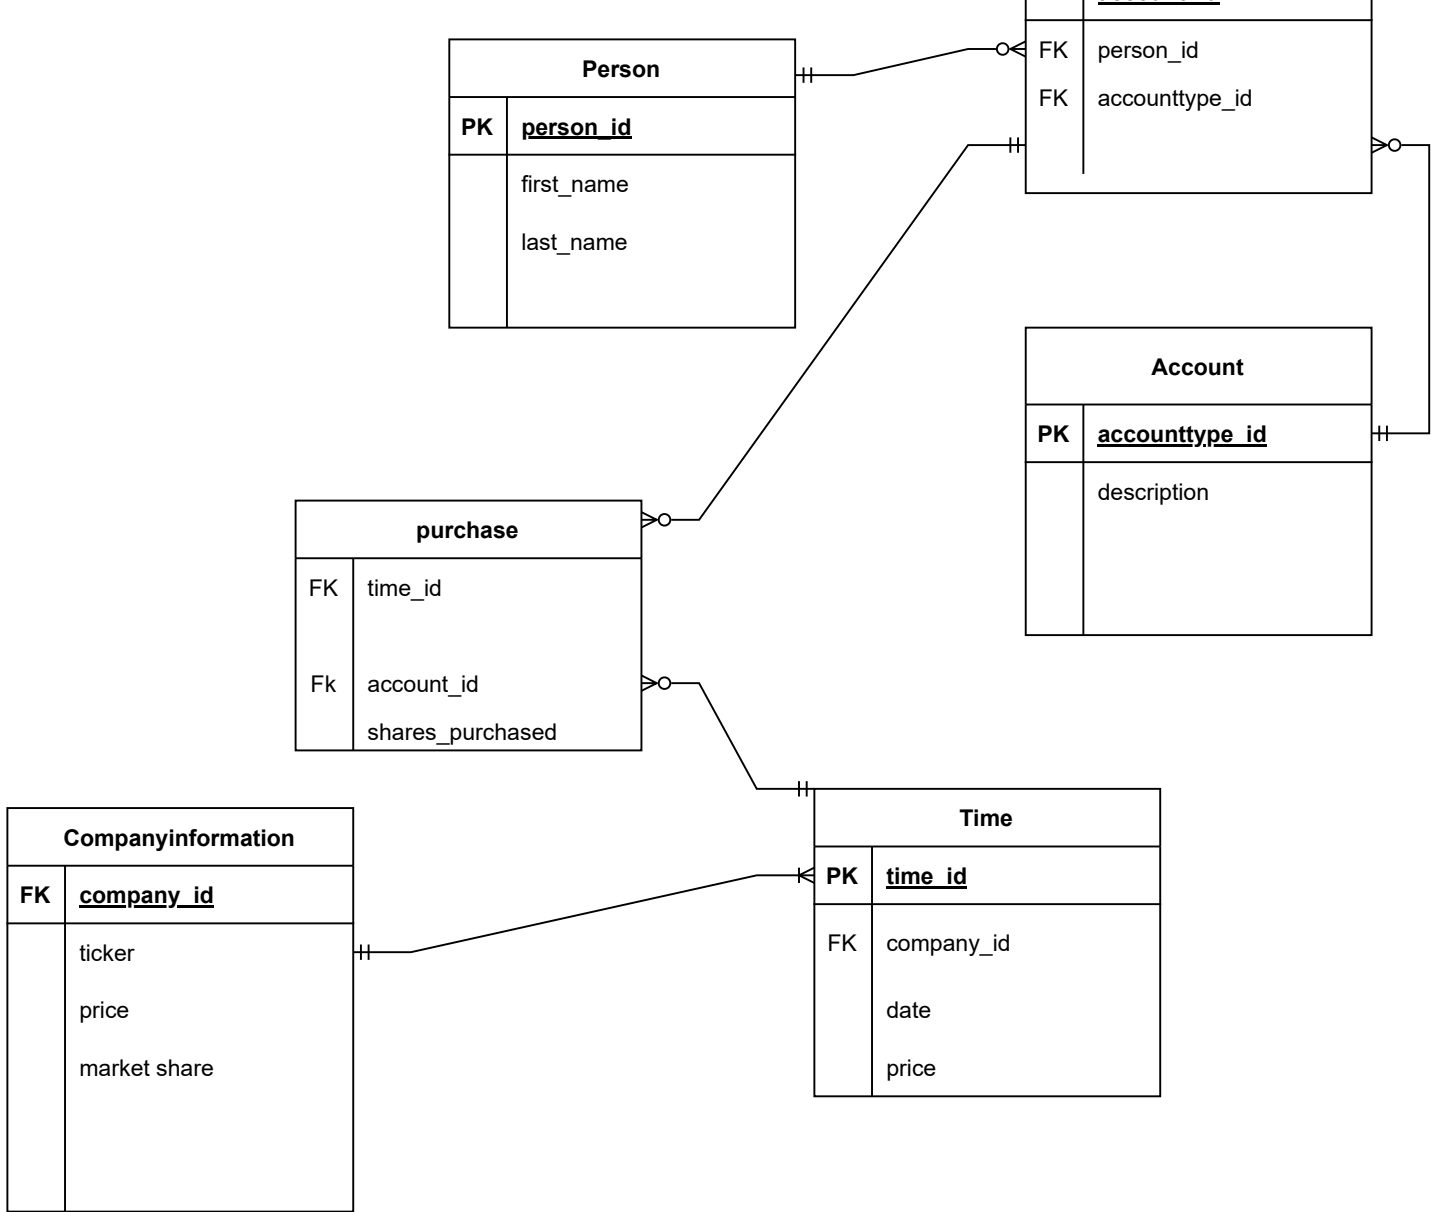 FK person_id
FK accounttype_id
Person
PK person_id
first_name
last_name
Account
PK accounttype_id
description
purchase
FK time_id
Fk account_id
shares_purchased
Companyinformation
FK company_id
ticker
price
market share
Time
PK time_id
FK company_id
date
price